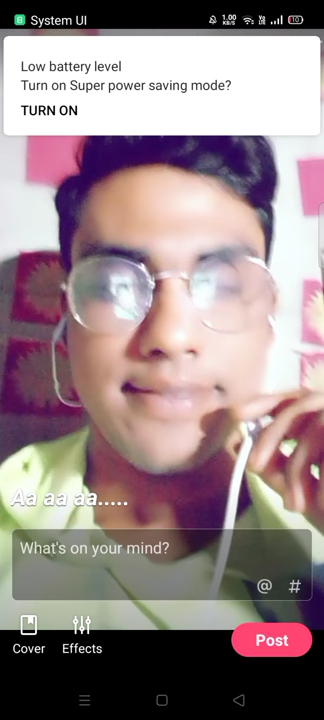 System UI
1.00
KB/S
10
Low battery level
Turn on Super power saving mode?
TURN ON
Aa aa aa.....
What's on your mind?
@ #
Cover
Effects
Post